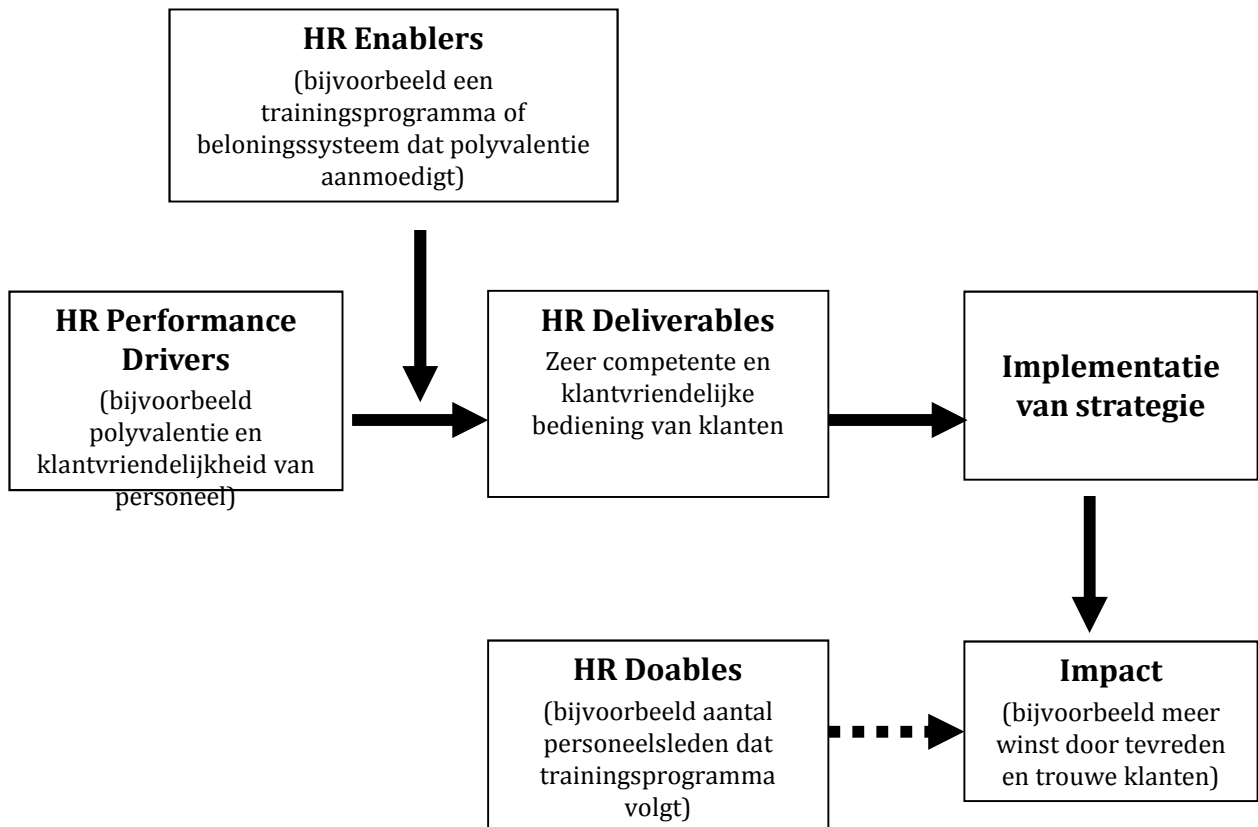 HR Enablers
(bijvoorbeeld een
trainingsprogramma of
beloningssysteem dat polyvalentie
aanmoedigt)
HR Performance
Drivers
(bijvoorbeeld
polyvalentie en
klantvriendelijkheid van
personeel)
HR Deliverables
Zeer competente en
klantvriendelijke
bediening van klanten
Implementatie
van strategie
HR Doables
(bijvoorbeeld aantal
personeelsleden dat
trainingsprogramma
volgt)
Impact
(bijvoorbeeld meer
winst door tevreden
en trouwe klanten)